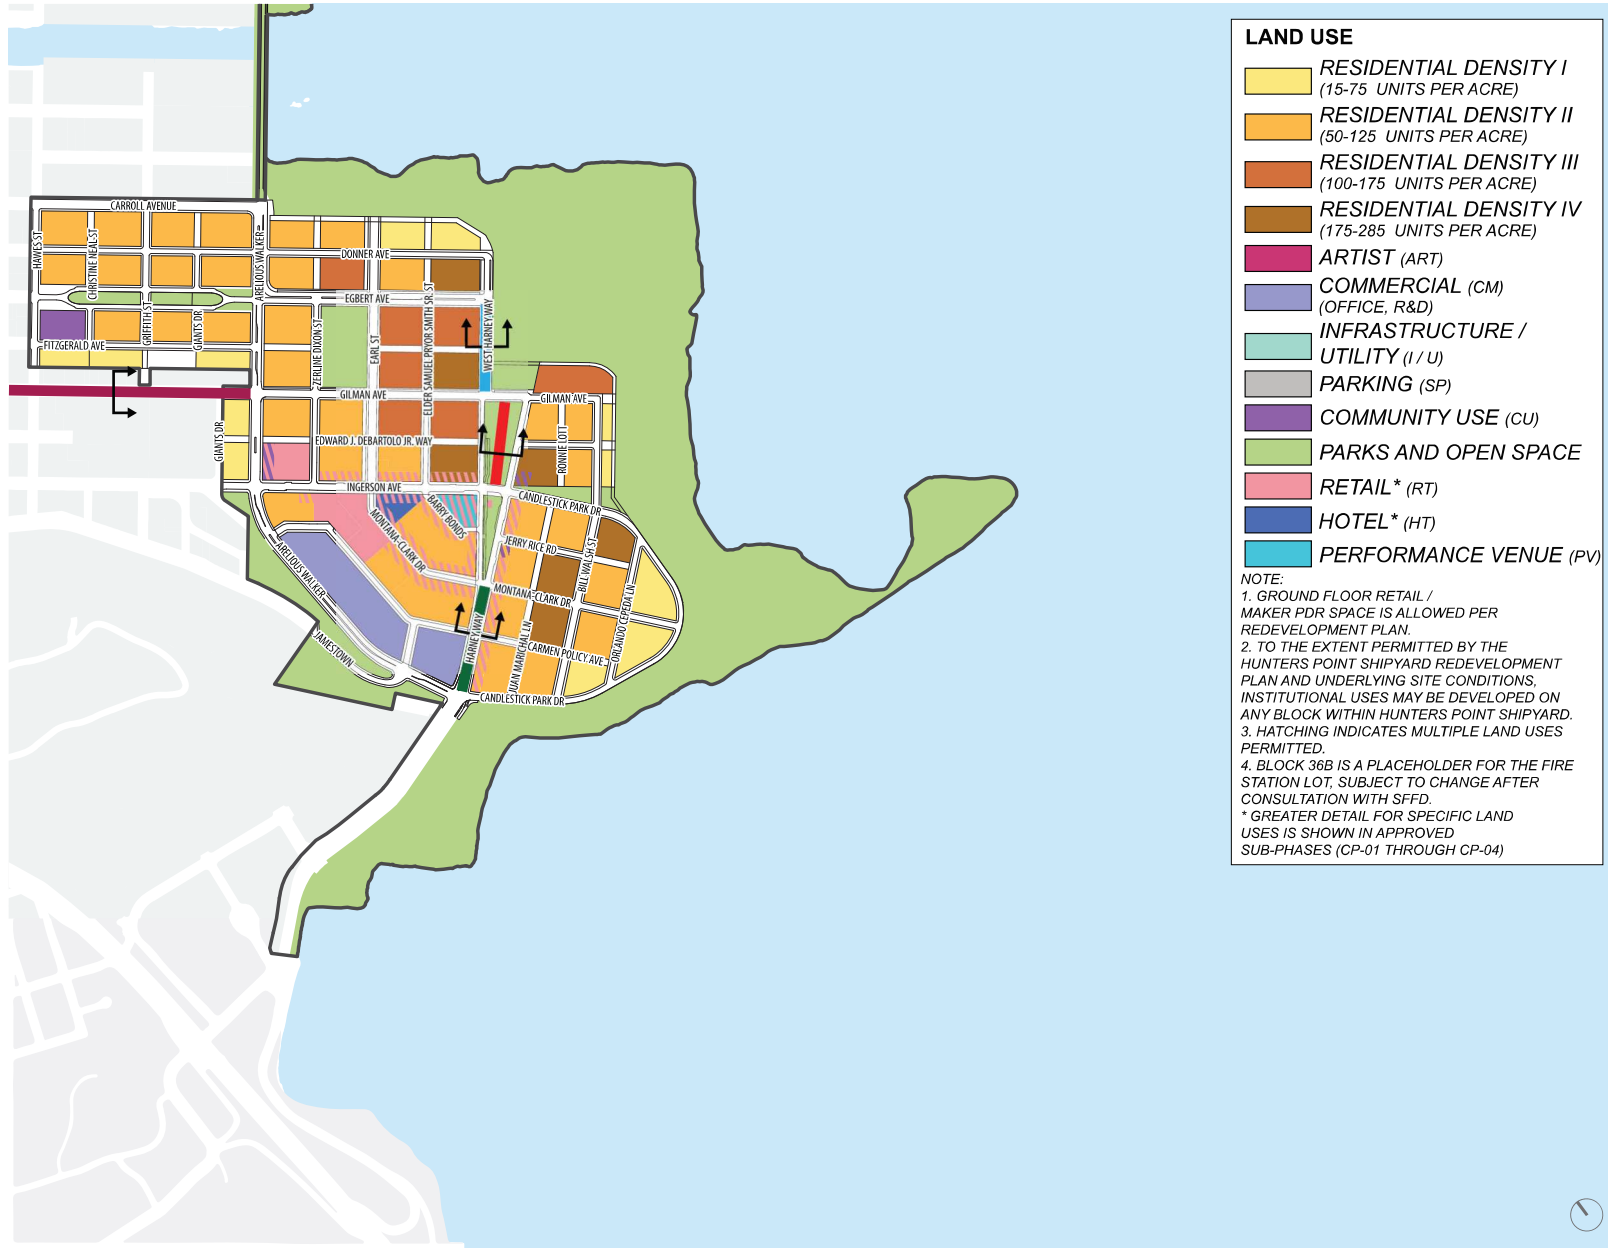 CARROLL AVENUE
HAWES ST
CHRISTINE NEAL ST
ARELIOUS WALKER
DONNER AVE
EGBERT AVE
GRIFFITH ST
GIANTS DR
FITZGERALD AVE
ZERLINE DIXON ST
EARL ST
ELDER SAMUEL PRYOR SMITH SR. ST
WEST HARNEY WAY
GILMAN AVE
GILMAN AVE
GIANTS DR
EDWARD J. DEBARTOLO JR. WAY
RONNIE LOTT
INGERSON AVE
CANDLESTICK PARK DR
BARRY BONDS
MONTANA-CLARK DR
JERRY RICE RD
BILL WALSH ST
ARELIOUS WALKER
MONTANA-CLARK DR
ORLANDO CEPEDA LN
HARNEY WAY
JUAN MARICHAL LN
CARMEN POLICY AVE
JAMESTOWN
CANDLESTICK PARK DR
LAND USE
RESIDENTIAL DENSITY I
(15-75 UNITS PER ACRE)
RESIDENTIAL DENSITY II
(50-125 UNITS PER ACRE)
RESIDENTIAL DENSITY III
(100-175 UNITS PER ACRE)
RESIDENTIAL DENSITY IV
(175-285 UNITS PER ACRE)
ARTIST (ART)
COMMERCIAL (CM)
(OFFICE, R&D)
INFRASTRUCTURE /
UTILITY (I / U)
PARKING (SP)
COMMUNITY USE (CU)
PARKS AND OPEN SPACE
RETAIL* (RT)
HOTEL* (HT)
PERFORMANCE VENUE (PV)
NOTE:
1. GROUND FLOOR RETAIL /
MAKER PDR SPACE IS ALLOWED PER
REDEVELOPMENT PLAN.
2. TO THE EXTENT PERMITTED BY THE
HUNTERS POINT SHIPYARD REDEVELOPMENT
PLAN AND UNDERLYING SITE CONDITIONS,
INSTITUTIONAL USES MAY BE DEVELOPED ON
ANY BLOCK WITHIN HUNTERS POINT SHIPYARD.
3. HATCHING INDICATES MULTIPLE LAND USES
PERMITTED.
4. BLOCK 36B IS A PLACEHOLDER FOR THE FIRE
STATION LOT, SUBJECT TO CHANGE AFTER
CONSULTATION WITH SFFD.
* GREATER DETAIL FOR SPECIFIC LAND
USES IS SHOWN IN APPROVED
SUB-PHASES (CP-01 THROUGH CP-04)